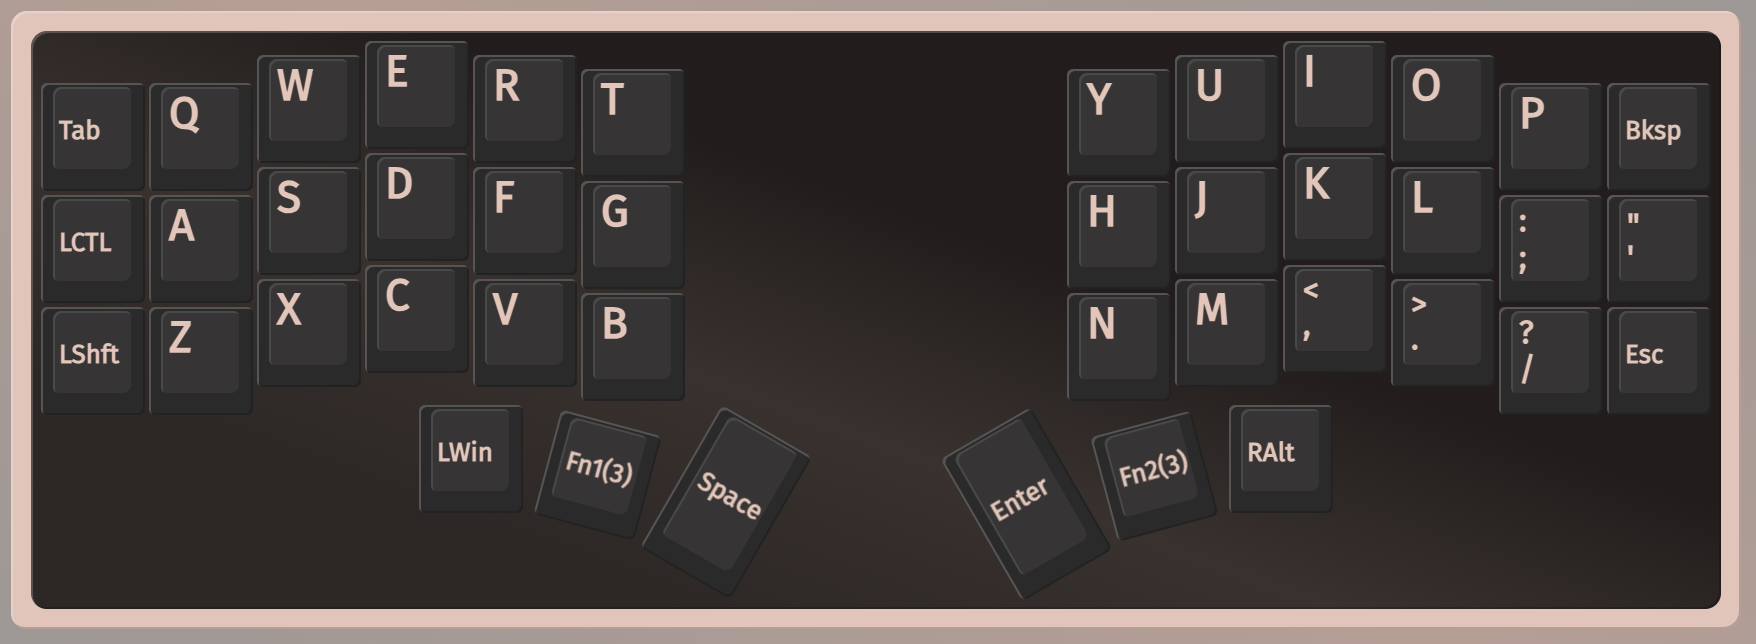 Tab Q W E R T Y U I O P Bksp
LCTL A S D F G H J K L : ; " '
LShft Z X C V B N M < , > . ? / Esc
LWin Fn1(3) Space Enter Fn2(3) RAlt